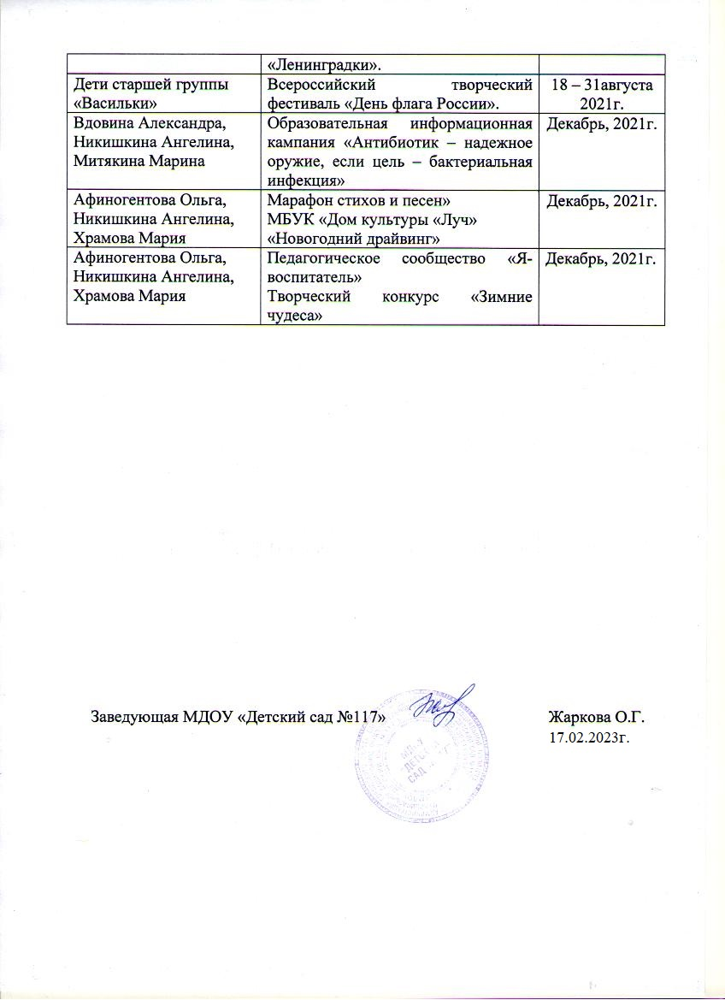 «Ленинградки».
Дети старшей группы
«Васильки»
Всероссийский творческий
фестиваль «День флага России».
18 – 31августа
2021г.
Вдовина Александра,
Никишкина Ангелина,
Митякина Марина
Образовательная информационная
кампания «Антибиотик – надежное
оружие, если цель – бактериальная
инфекция»
Декабрь, 2021г.
Афиногентова Ольга,
Никишкина Ангелина,
Храмова Мария
Марафон стихов и песен»
МБУК «Дом культуры «Луч»
«Новогодний драйвинг»
Декабрь, 2021г.
Афиногентова Ольга,
Никишкина Ангелина,
Храмова Мария
Педагогическое сообщество «Я-
воспитатель»
Творческий конкурс «Зимние
чудеса»
Декабрь, 2021г.
Заведующая МДОУ «Детский сад №117»
Жаркова О.Г.
17.02.2023г.
САД